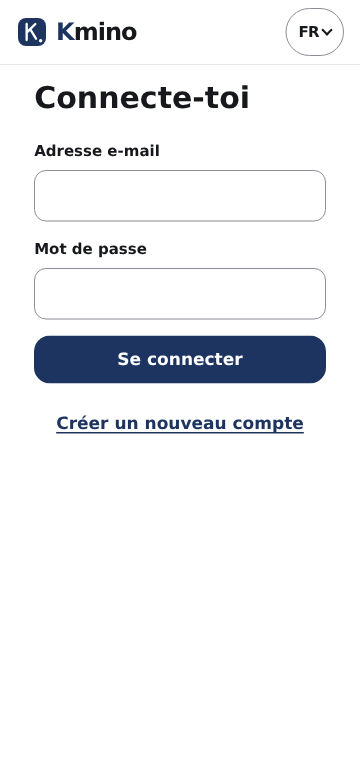 K. Kmino
FR
Connecte-toi
Adresse e-mail
Mot de passe
Se connecter
Créer un nouveau compte